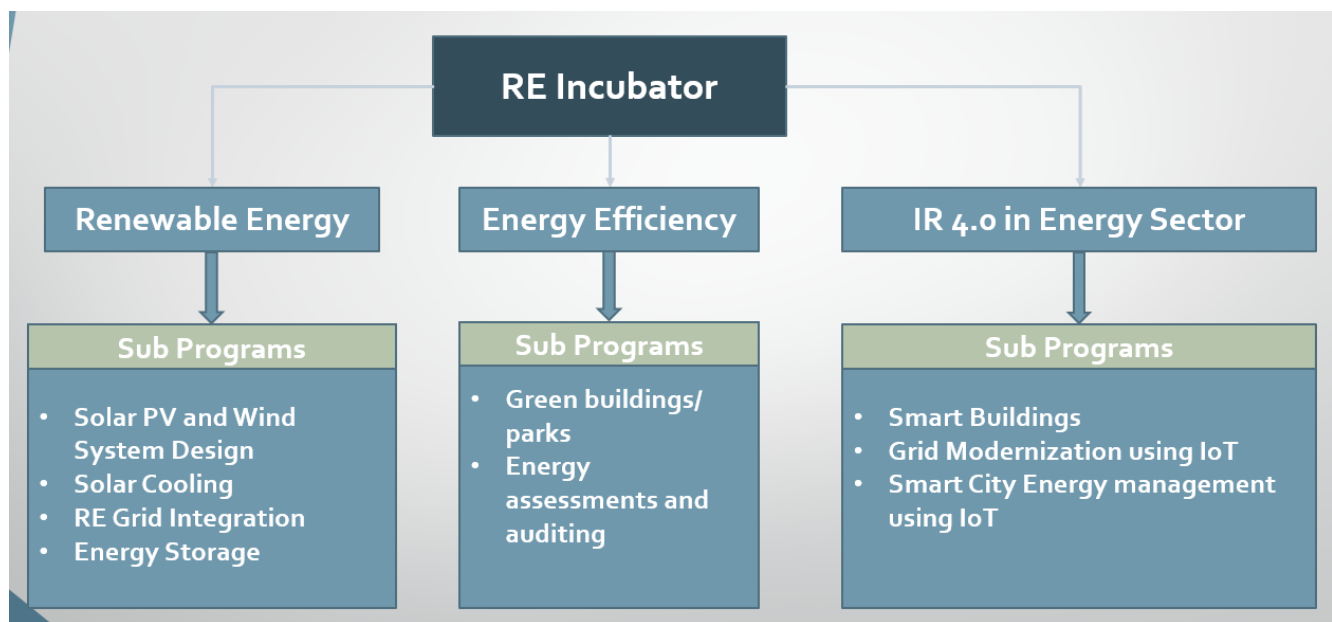 RE Incubator
Renewable Energy
Sub Programs
• Solar PV and Wind
System Design
• Solar Cooling
• RE Grid Integration
• Energy Storage
Energy Efficiency
Sub Programs
• Green buildings/
parks
• Energy
assessments and
auditing
IR 4.0 in Energy Sector
Sub Programs
• Smart Buildings
• Grid Modernization using IoT
• Smart City Energy management
using IoT